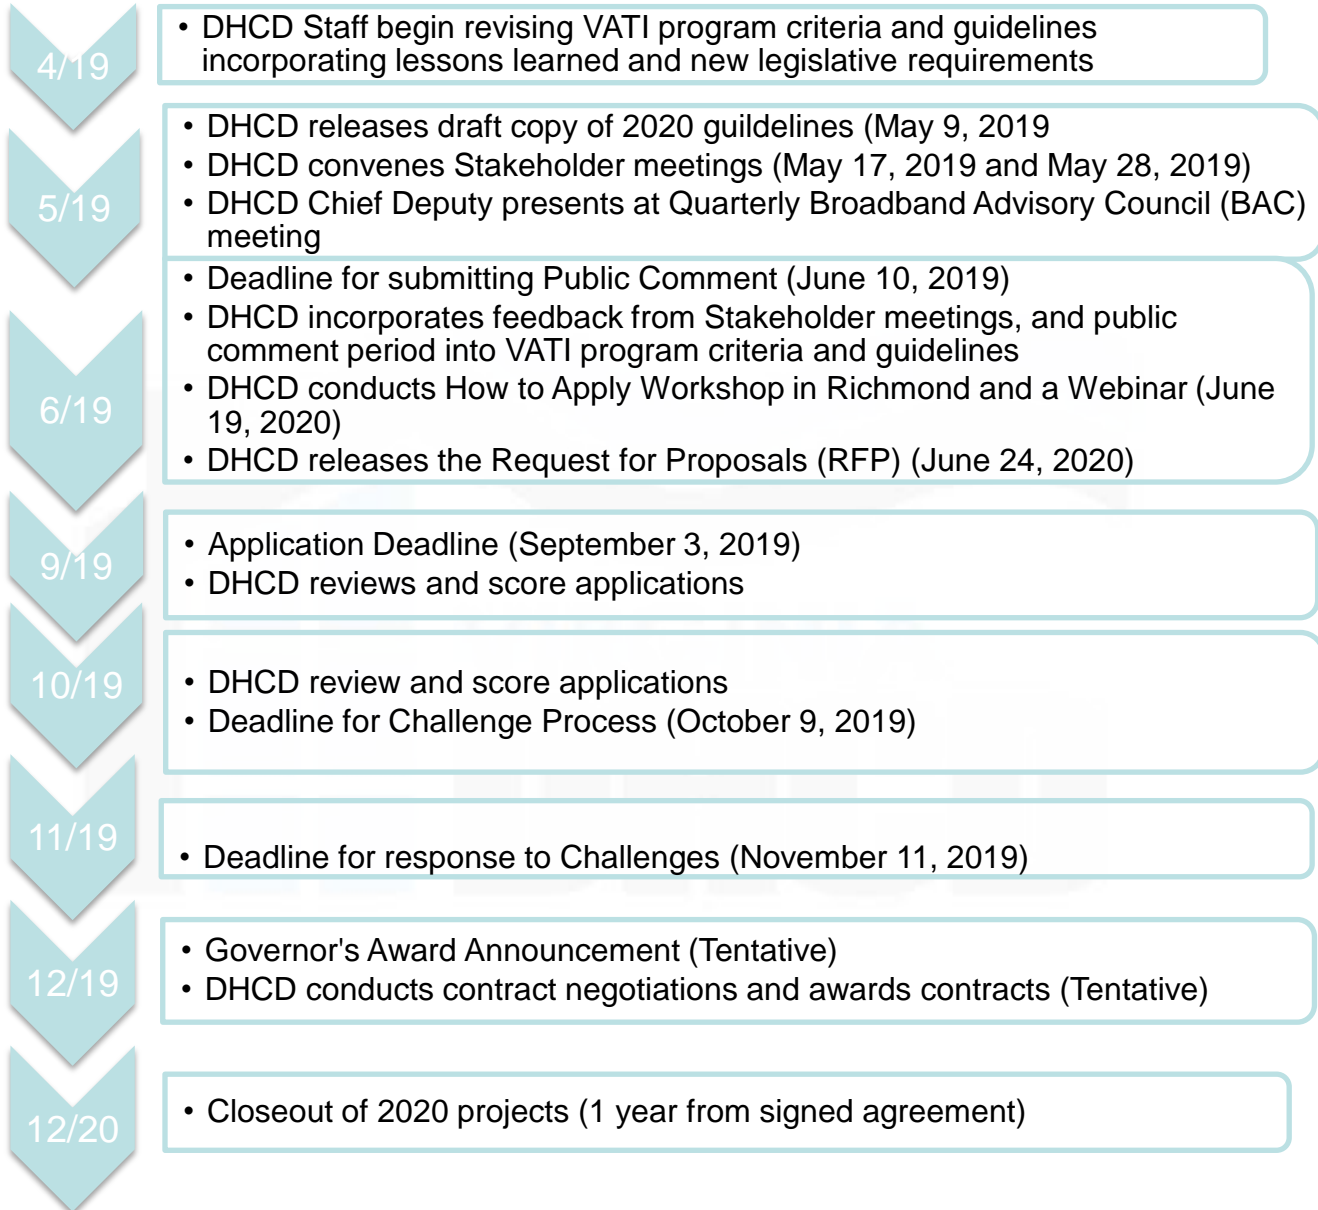 4/19
• DHCD Staff begin revising VATI program criteria and guidelines
incorporating lessons learned and new legislative requirements
5/19
• DHCD releases draft copy of 2020 guildelines (May 9, 2019
• DHCD convenes Stakeholder meetings (May 17, 2019 and May 28, 2019)
• DHCD Chief Deputy presents at Quarterly Broadband Advisory Council (BAC)
meeting
6/19
• Deadline for submitting Public Comment (June 10, 2019)
• DHCD incorporates feedback from Stakeholder meetings, and public
comment period into VATI program criteria and guidelines
• DHCD conducts How to Apply Workshop in Richmond and a Webinar (June
19, 2020)
• DHCD releases the Request for Proposals (RFP) (June 24, 2020)
9/19
• Application Deadline (September 3, 2019)
• DHCD reviews and score applications
10/19
• DHCD review and score applications
• Deadline for Challenge Process (October 9, 2019)
11/19
• Deadline for response to Challenges (November 11, 2019)
12/19
• Governor's Award Announcement (Tentative)
• DHCD conducts contract negotiations and awards contracts (Tentative)
12/20
• Closeout of 2020 projects (1 year from signed agreement)